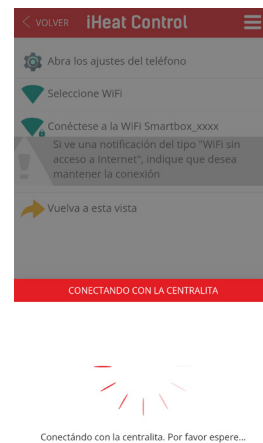 VOLVER iHeat Control
Abra los ajustes del teléfono
Seleccione WiFi
Conéctese a la WiFi Smartbox_xxxx
Si ve una notificación del tipo "WiFi sin
acceso a Internet", indique que desea
mantener la conexión
Vuelva a esta vista
CONECTANDO CON LA CENTRALITA
Conectándo con la centralita. Por favor espere...